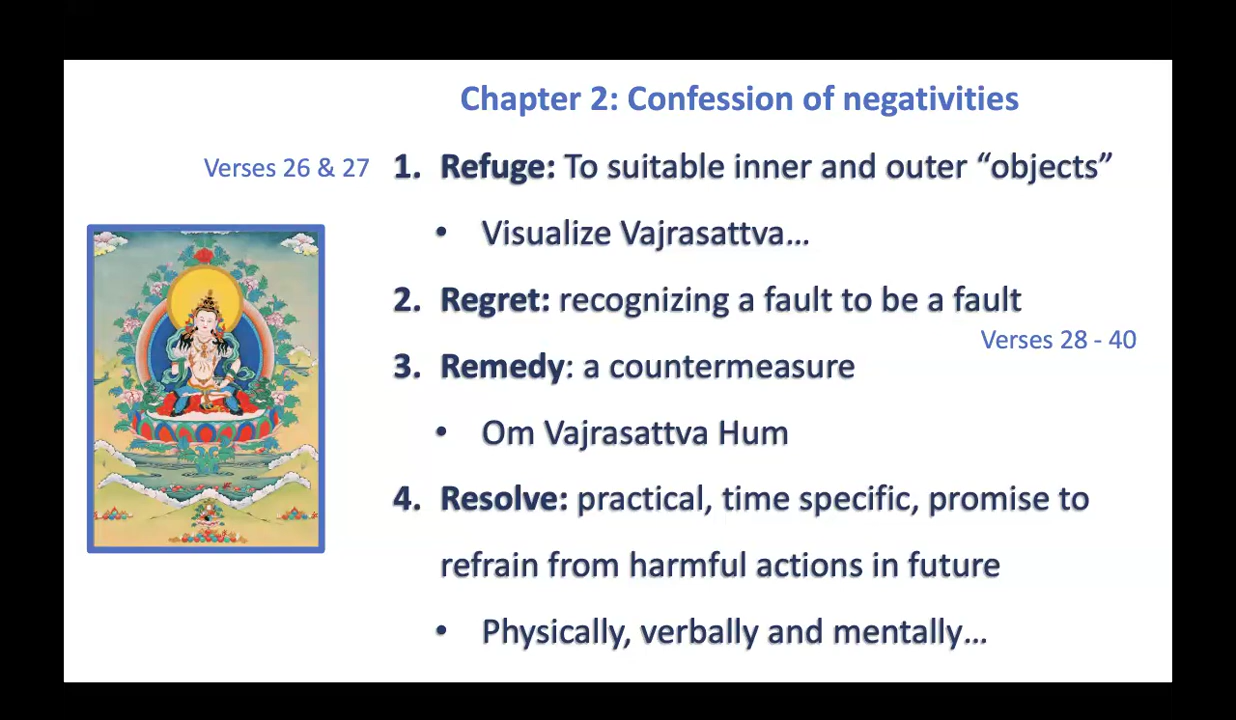 Chapter 2: Confession of negativities
Verses 26 & 27
1. Refuge: To suitable inner and outer “objects”
• Visualize Vajrasattva…
2. Regret: recognizing a fault to be a fault
Verses 28 - 40
3. Remedy: a countermeasure
• Om Vajrasattva Hum
4. Resolve: practical, time specific, promise to
refrain from harmful actions in future
• Physically, verbally and mentally…